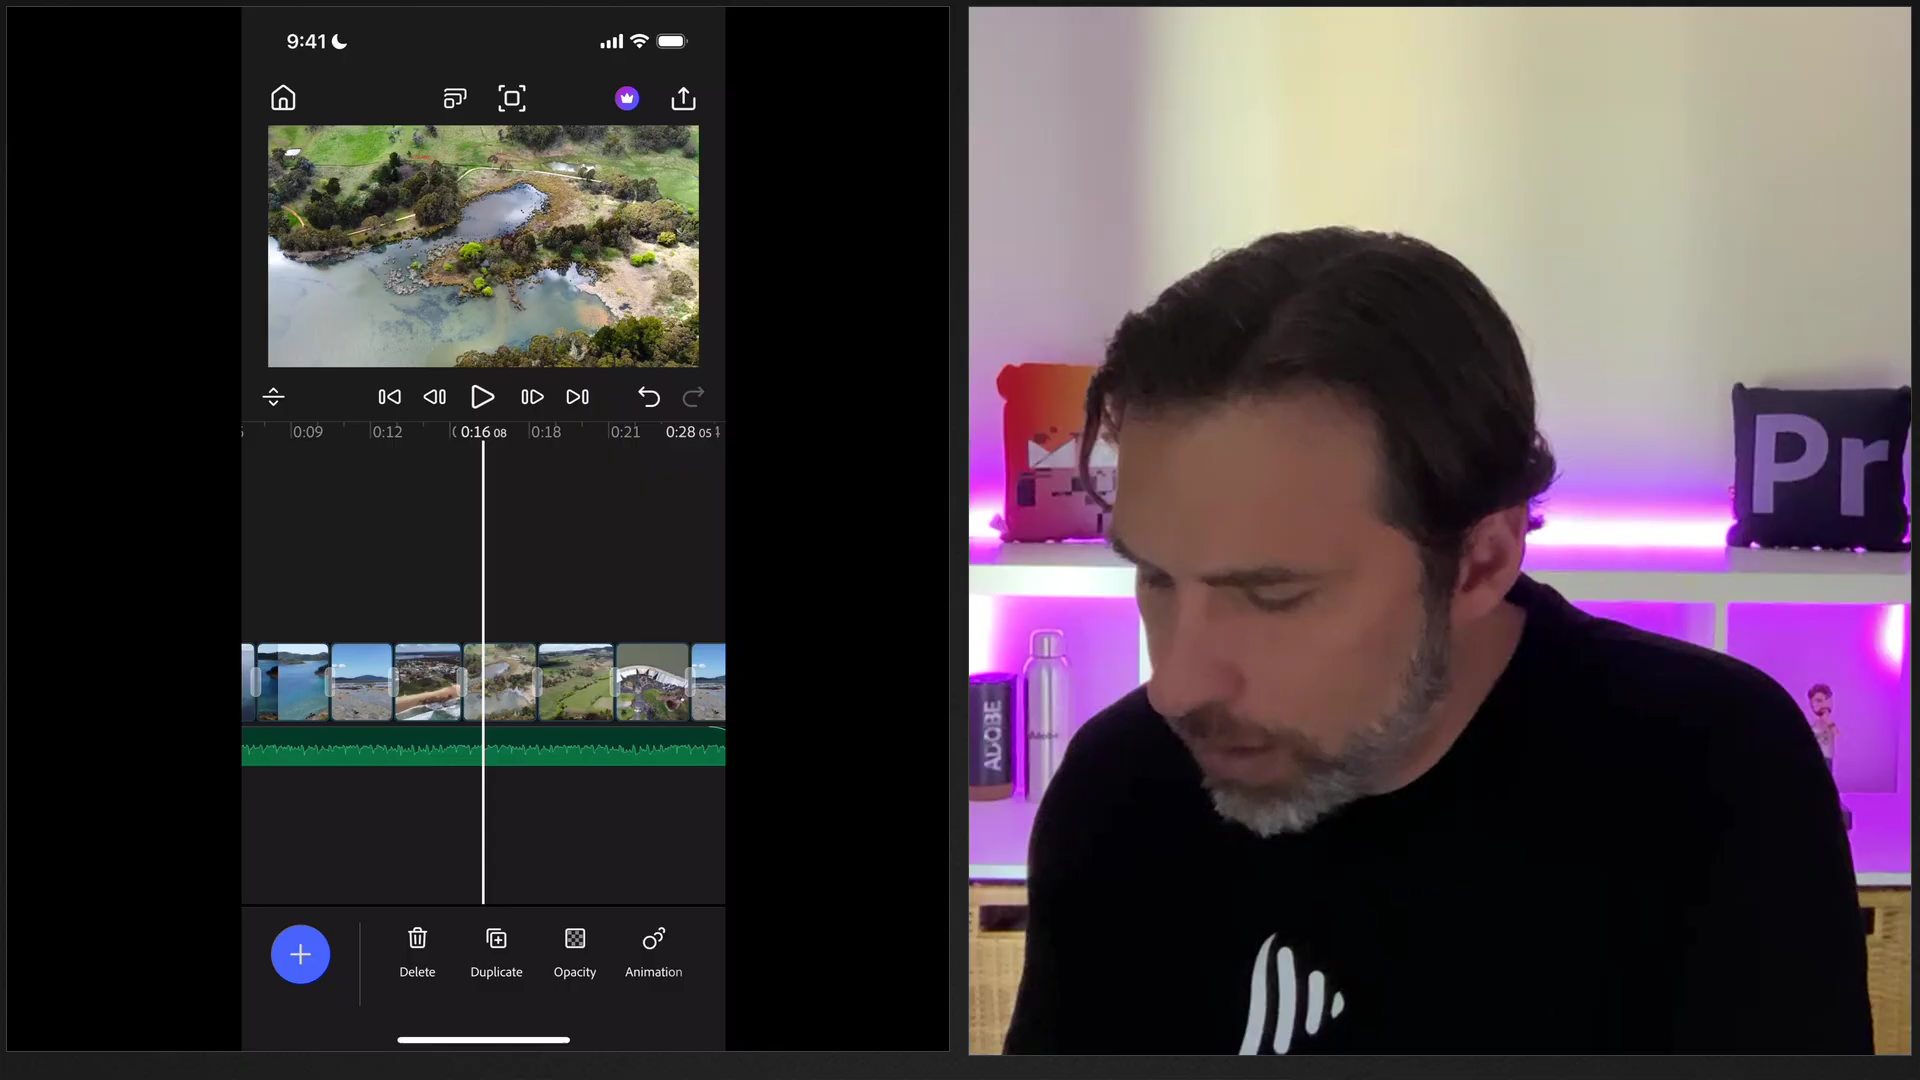 9:41
0:09
0:12
0:16 08
0:18
0:21
0:28 05
Delete
Duplicate
Opacity
Animation
Pr
ADOBE
Adobe